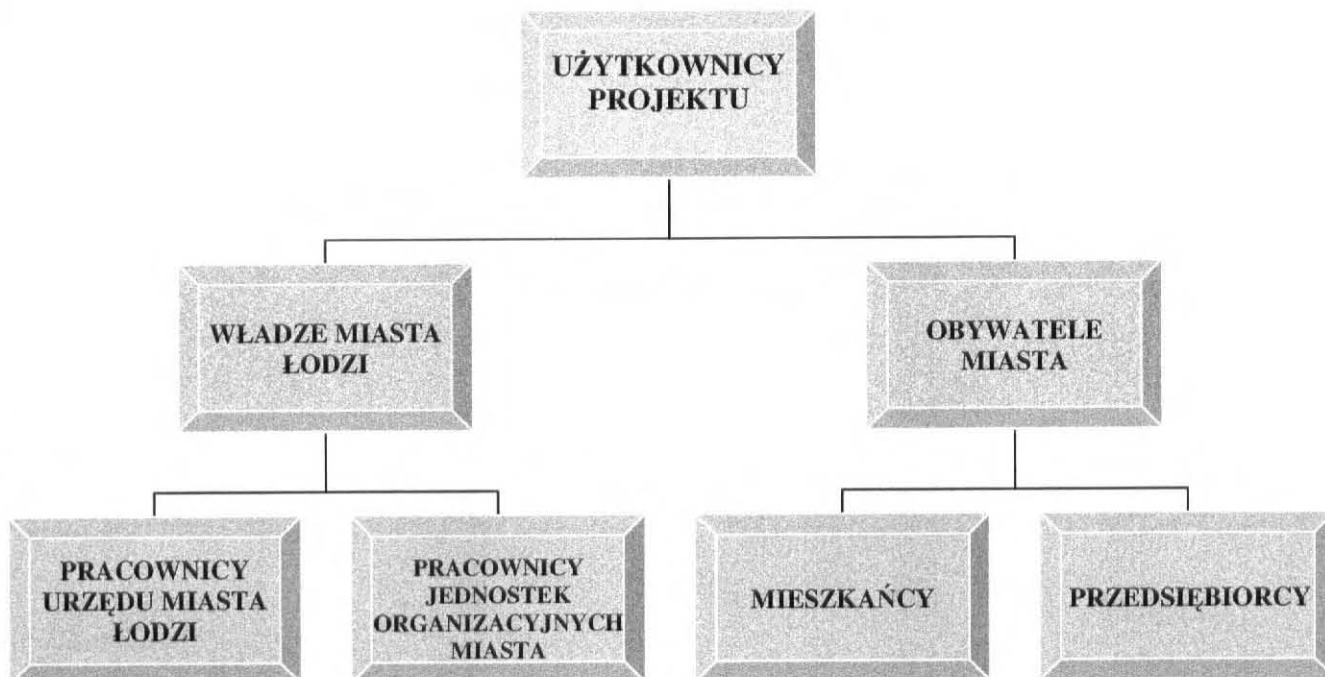 UŻYTKOWNICY
PROJEKTU
WŁADZE MIASTA
ŁODZI
OBYWATELE
MIASTA
PRACOWNICY
URZĘDU MIASTA
ŁODZI
PRACOWNICY
JEDNOSTEK
ORGANIZACYJNYCH
MIASTA
MIESZKAŃCY
PRZEDSIĘBIORCY